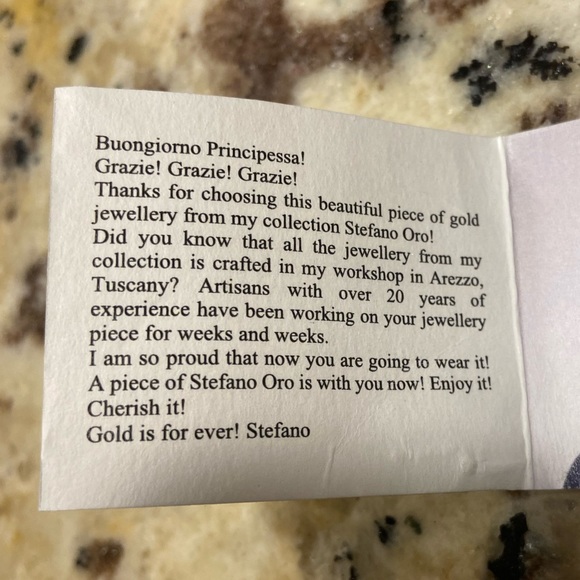 Buongiorno Principessa!
Grazie! Grazie! Grazie!
Thanks for choosing this beautiful piece of gold
jewellery from my collection Stefano Oro!
Did you know that all the jewellery from my
collection is crafted in my workshop in Arezzo,
Tuscany? Artisans with over 20 years of
experience have been working on your jewellery
piece for weeks and weeks.
I am so proud that now you are going to wear it!
A piece of Stefano Oro is with you now! Enjoy it!
Cherish it!
Gold is for ever! Stefano